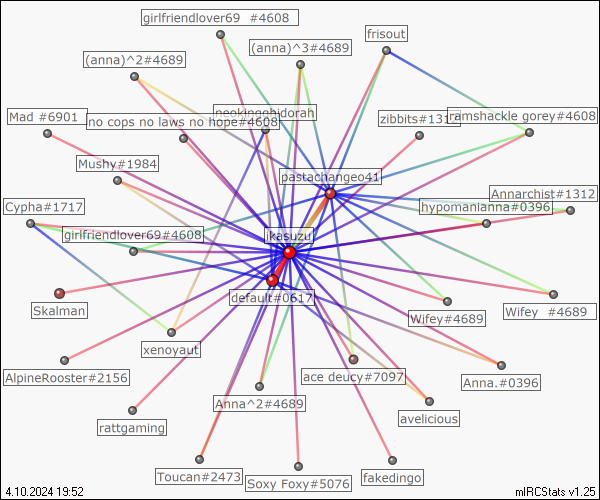 girlfriendlover69 #4608
frisout
(anna)^3#4689
(anna)^2#4689
neokingghidorah
Mad #6901
no cops no laws no hope#4608
zibbits#1312
ramshackle gorey#4608
Mushy#1984
pastachangeo41
Annarchist#1312
Cypha#1717
hypomanianna#0396
girlfriendlover69#4608
ikasuzu
default#0617
Skalman
Wifey#4689
Wifey #4689
xenoyaut
AlpineRooster#2156
ace deucy#7097
Anna.#0396
Anna^2#4689
avelicious
rattgaming
Toucan#2473
Soxy Foxy#5076
fakedingo
4.10.2024 19:52
mIRCStats v1.25